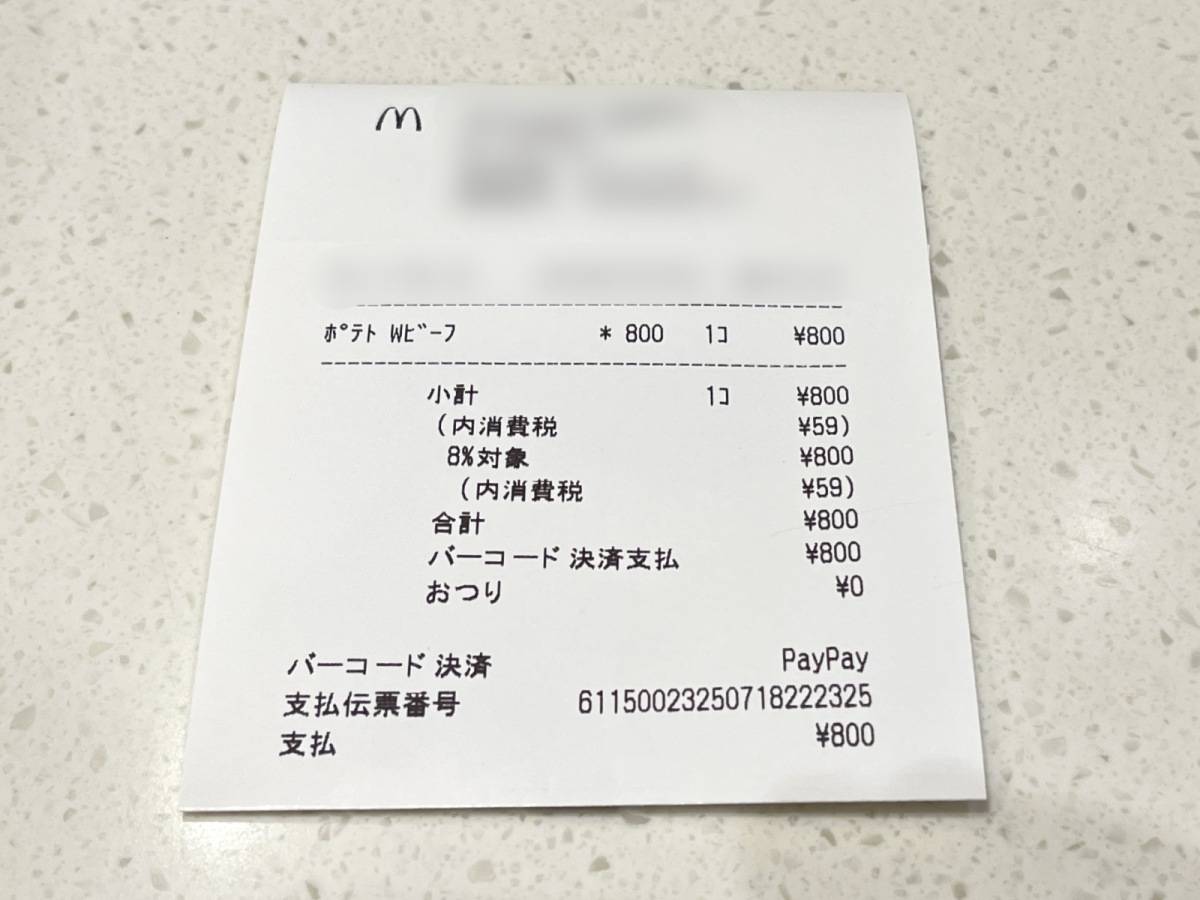 ﾎﾟﾃﾄ Wﾋﾞｰﾌ * 800 1ｺ ¥800
小計 1ｺ ¥800
(内消費税 ¥59)
8%対象 ¥800
(内消費税 ¥59)
合計 ¥800
バーコード決済支払 ¥800
おつり ¥0
バーコード決済 PayPay
支払伝票番号 61150023250718222325
支払 ¥800